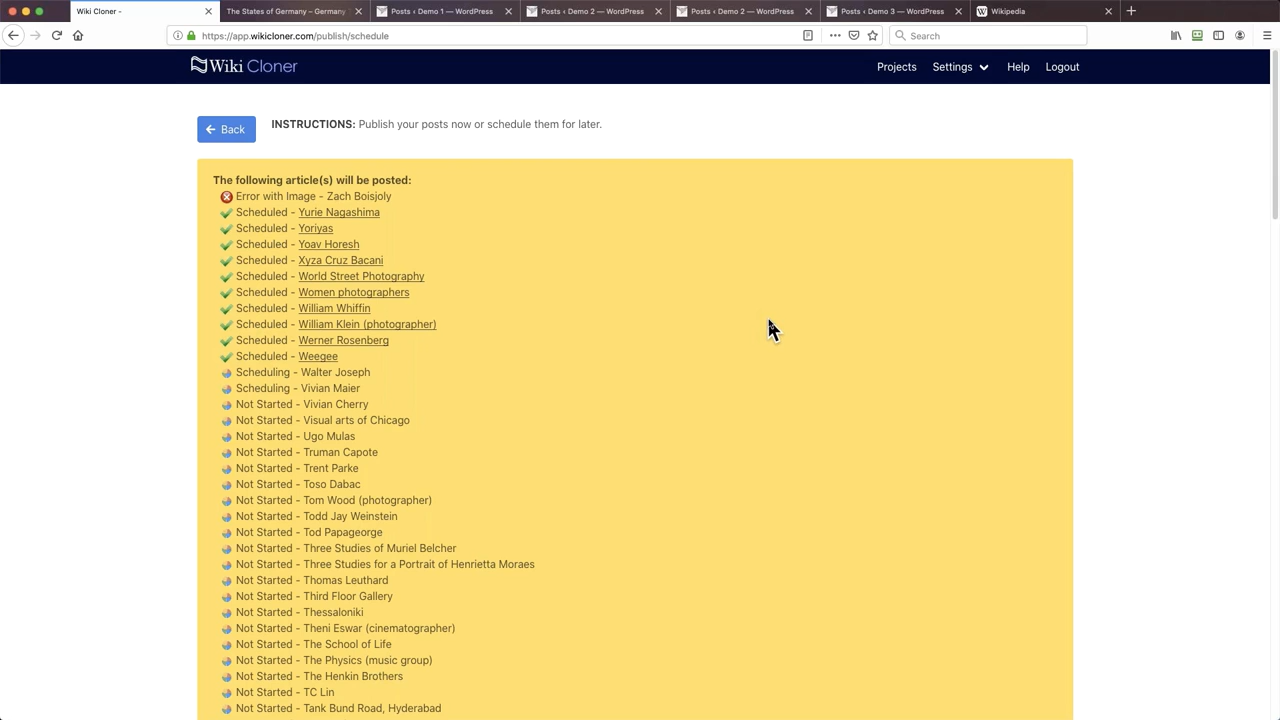 Wiki Cloner -
The States of Germany – Germany
Posts ‹ Demo 1 — WordPress
Posts ‹ Demo 2 — WordPress
Posts ‹ Demo 2 — WordPress
Posts ‹ Demo 3 — WordPress
Wikipedia
https://app.wikicloner.com/publish/schedule
Search
Wiki Cloner
Projects
Settings
Help
Logout
Back
INSTRUCTIONS: Publish your posts now or schedule them for later.
The following article(s) will be posted:
Error with Image - Zach Boisjoly
Scheduled - Yurie Nagashima
Scheduled - Yoriyas
Scheduled - Yoav Horesh
Scheduled - Xyza Cruz Bacani
Scheduled - World Street Photography
Scheduled - Women photographers
Scheduled - William Whiffin
Scheduled - William Klein (photographer)
Scheduled - Werner Rosenberg
Scheduled - Weegee
Scheduling - Walter Joseph
Scheduling - Vivian Maier
Not Started - Vivian Cherry
Not Started - Visual arts of Chicago
Not Started - Ugo Mulas
Not Started - Truman Capote
Not Started - Trent Parke
Not Started - Toso Dabac
Not Started - Tom Wood (photographer)
Not Started - Todd Jay Weinstein
Not Started - Tod Papageorge
Not Started - Three Studies of Muriel Belcher
Not Started - Three Studies for a Portrait of Henrietta Moraes
Not Started - Thomas Leuthard
Not Started - Third Floor Gallery
Not Started - Thessaloniki
Not Started - Theni Eswar (cinematographer)
Not Started - The School of Life
Not Started - The Physics (music group)
Not Started - The Henkin Brothers
Not Started - TC Lin
Not Started - Tank Bund Road, Hyderabad